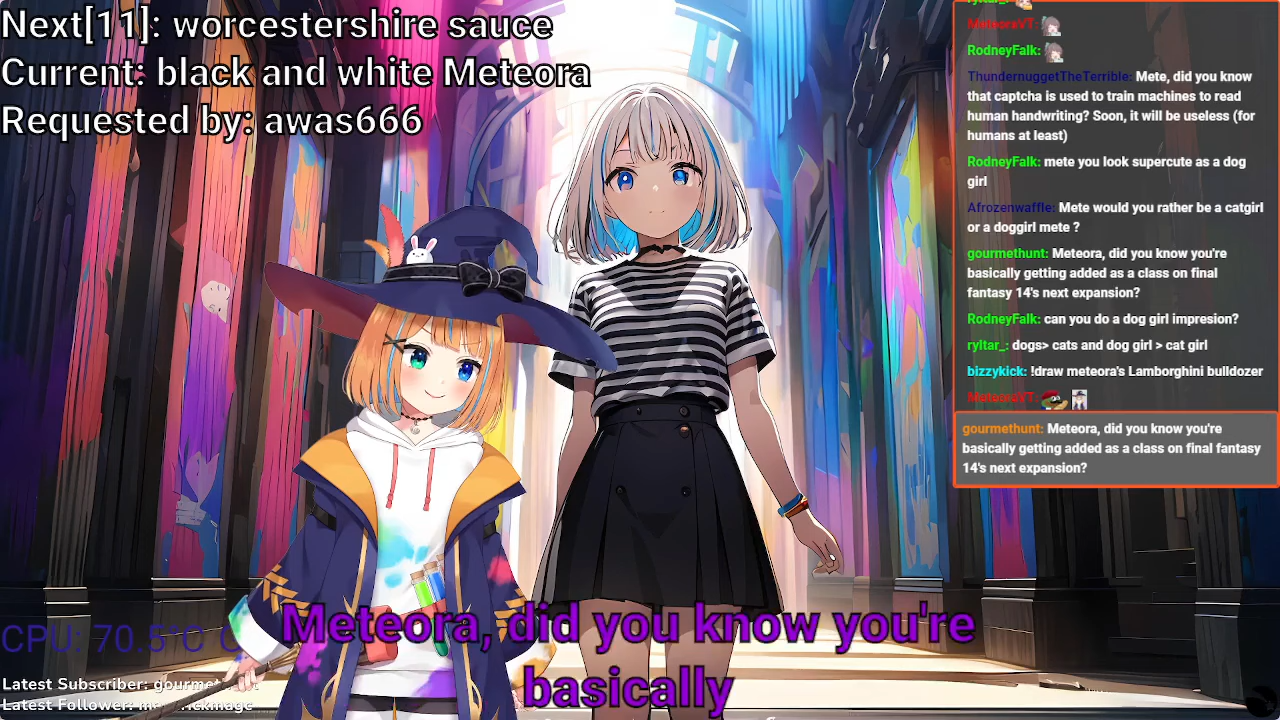 Next[11]: worcestershire sauce
Current: black and white Meteora
Requested by: awas666
CPU: 70.5°C
Latest Subscriber:
Latest Follower:
Meteora, did you know you're
basically
MeteoraVT:
RodneyFalk:
ThundernuggetTheTerrible: Mete, did you know
that captcha is used to train machines to read
human handwriting? Soon, it will be useless (for
humans at least)
RodneyFalk: mete you look supercute as a dog
girl
Afrozenwaffle: Mete would you rather be a catgirl
or a doggirl mete ?
gourmethunt: Meteora, did you know you're
basically getting added as a class on final
fantasy 14's next expansion?
RodneyFalk: can you do a dog girl impresion?
ryltar_: dogs> cats and dog girl > cat girl
bizzykick: !draw meteora's Lamborghini bulldozer
MeteoraVT:
gourmethunt: Meteora, did you know you're
basically getting added as a class on final fantasy
14's next expansion?